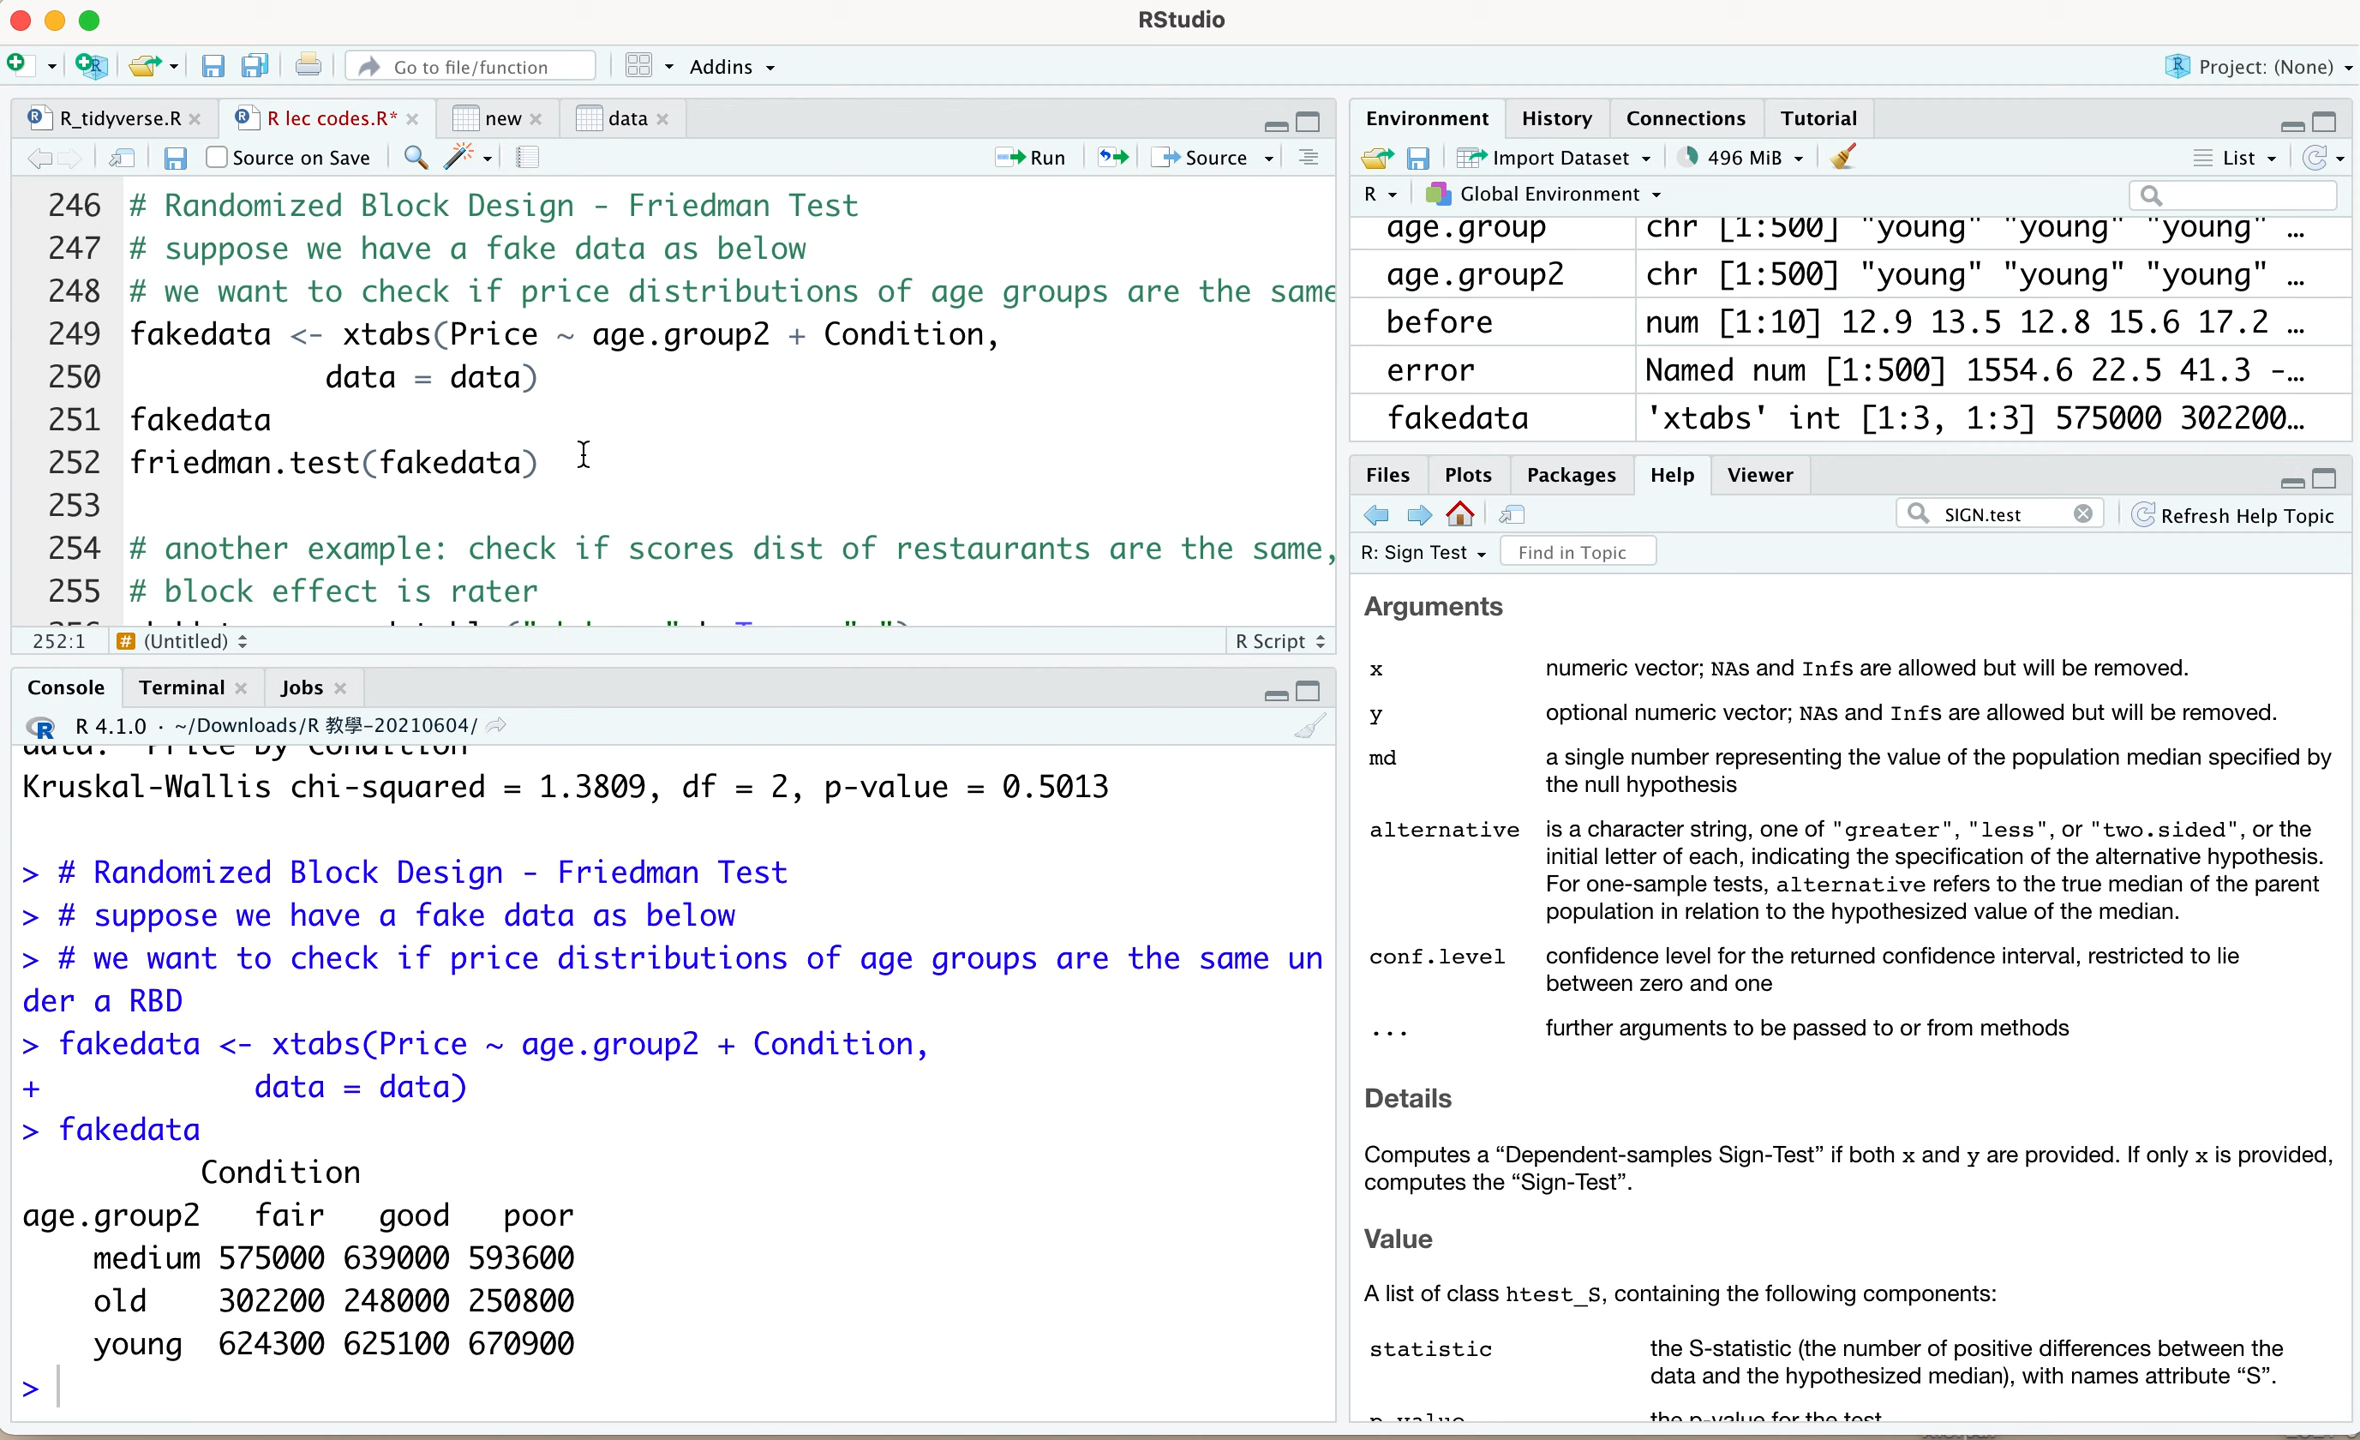 RStudio
Go to file/function
Addins
Project: (None)
R_tidyverse.R
R lec codes.R*
new
data
Source on Save
Run
Source
246 # Randomized Block Design - Friedman Test
247 # suppose we have a fake data as below
248 # we want to check if price distributions of age groups are the same
249 fakedata <- xtabs(Price ~ age.group2 + Condition,
250 data = data)
251 fakedata
252 friedman.test(fakedata)
253
254 # another example: check if scores dist of restaurants are the same,
255 # block effect is rater
252:1
(Untitled)
R Script
Console
Terminal
Jobs
R 4.1.0 · ~/Downloads/R 教學-20210604/
data: Price by Condition
Kruskal-Wallis chi-squared = 1.3809, df = 2, p-value = 0.5013
> # Randomized Block Design - Friedman Test
> # suppose we have a fake data as below
> # we want to check if price distributions of age groups are the same un
der a RBD
> fakedata <- xtabs(Price ~ age.group2 + Condition,
+ data = data)
> fakedata
Condition
age.group2 fair good poor
medium 575000 639000 593600
old 302200 248000 250800
young 624300 625100 670900
>
Environment
History
Connections
Tutorial
Import Dataset
496 MiB
List
R
Global Environment
age.group chr [1:500] "young" "young" "young" …
age.group2 chr [1:500] "young" "young" "young" …
before num [1:10] 12.9 13.5 12.8 15.6 17.2 …
error Named num [1:500] 1554.6 22.5 41.3 -…
fakedata 'xtabs' int [1:3, 1:3] 575000 302200…
Files
Plots
Packages
Help
Viewer
SIGN.test
Refresh Help Topic
R: Sign Test
Find in Topic
Arguments
x numeric vector; NAs and Infs are allowed but will be removed.
y optional numeric vector; NAs and Infs are allowed but will be removed.
md a single number representing the value of the population median specified by
the null hypothesis
alternative is a character string, one of "greater", "less", or "two.sided", or the
initial letter of each, indicating the specification of the alternative hypothesis.
For one-sample tests, alternative refers to the true median of the parent
population in relation to the hypothesized value of the median.
conf.level confidence level for the returned confidence interval, restricted to lie
between zero and one
... further arguments to be passed to or from methods
Details
Computes a “Dependent-samples Sign-Test” if both x and y are provided. If only x is provided,
computes the “Sign-Test”.
Value
A list of class htest_S, containing the following components:
statistic the S-statistic (the number of positive differences between the
data and the hypothesized median), with names attribute “S”.
p.value the p-value for the test